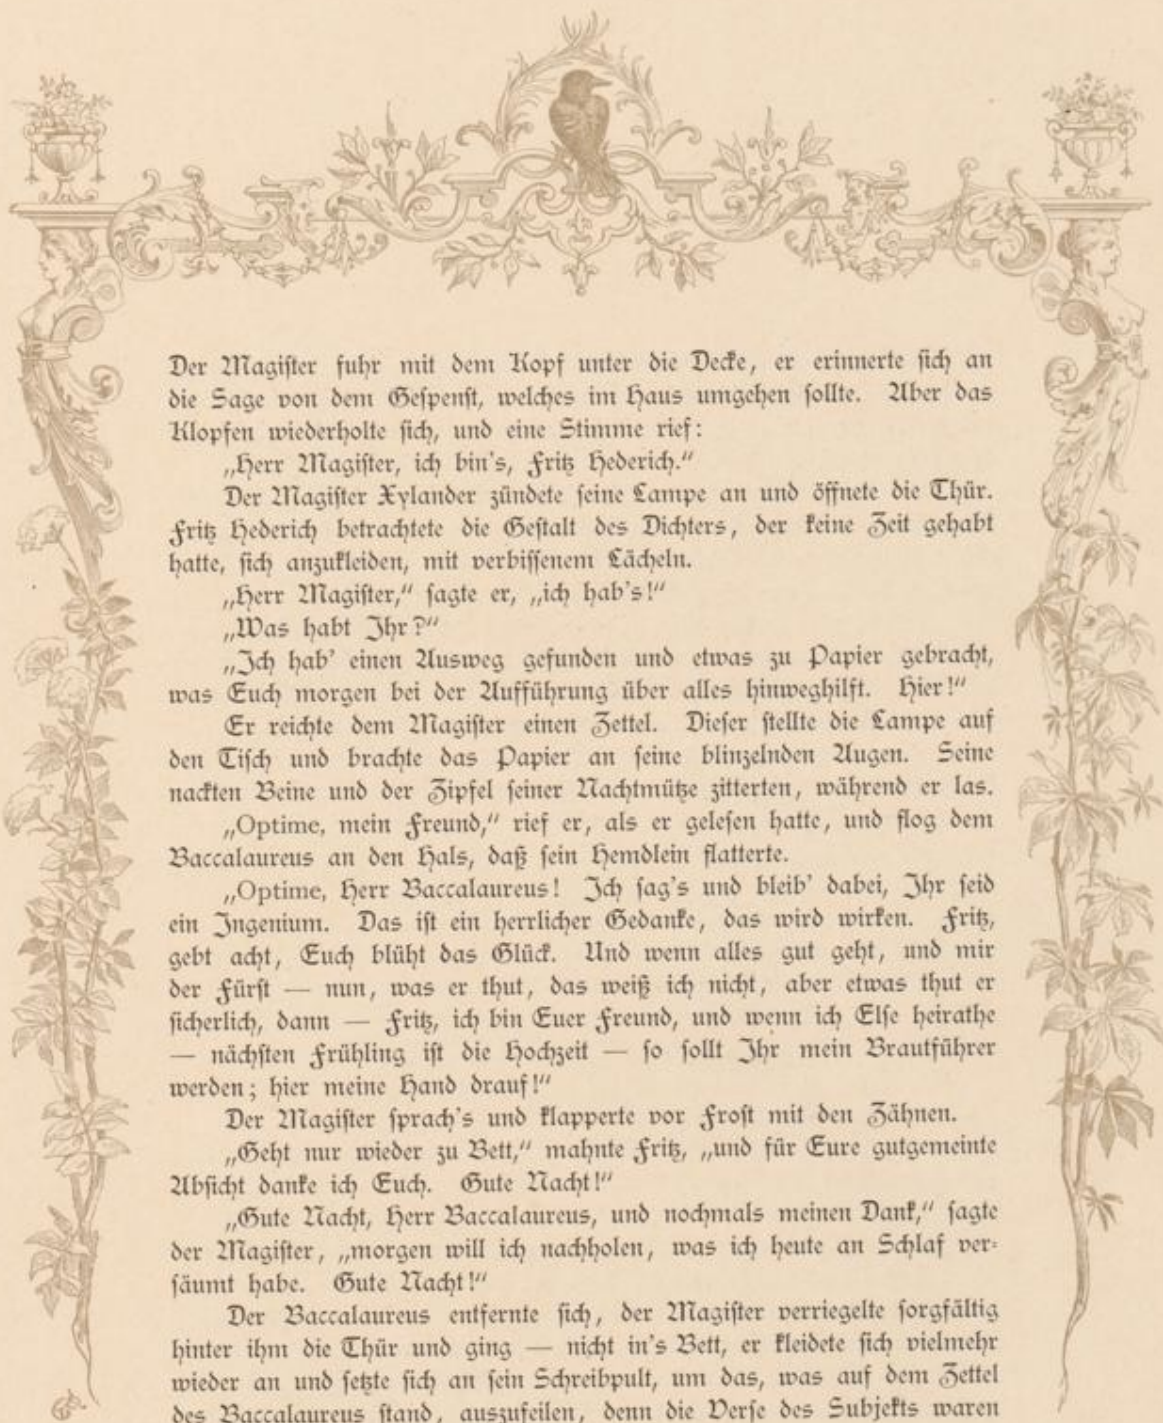 Der Magister fuhr mit dem Kopf unter die Decke, er erinnerte sich an
die Sage von dem Gespenst, welches im Haus umgehen sollte. Aber das
Klopfen wiederholte sich, und eine Stimme rief:
„Herr Magister, ich bin's, Fritz Hederich.“
Der Magister Xylander zündete seine Lampe an und öffnete die Thür.
Fritz Hederich betrachtete die Gestalt des Dichters, der keine Zeit gehabt
hatte, sich anzukleiden, mit verbissenem Lächeln.
„Herr Magister,“ sagte er, „ich hab's!“
„Was habt Ihr?“
„Ich hab' einen Ausweg gefunden und etwas zu Papier gebracht,
was Euch morgen bei der Aufführung über alles hinweghilft. Hier!“
Er reichte dem Magister einen Zettel. Dieser stellte die Lampe auf
den Tisch und brachte das Papier an seine blinzelnden Augen. Seine
nackten Beine und der Zipfel seiner Nachtmütze zitterten, während er las.
„Optime, mein Freund,“ rief er, als er gelesen hatte, und flog dem
Baccalaureus an den Hals, daß sein Hemdlein flatterte.
„Optime, Herr Baccalaureus! Ich sag's und bleib' dabei, Ihr seid
ein Ingenium. Das ist ein herrlicher Gedanke, das wird wirken. Fritz,
gebt acht, Euch blüht das Glück. Und wenn alles gut geht, und mir
der Fürst — nun, was er thut, das weiß ich nicht, aber etwas thut er
sicherlich, dann — Fritz, ich bin Euer Freund, und wenn ich Else heirathe
— nächsten Frühling ist die Hochzeit — so sollt Ihr mein Brautführer
werden; hier meine Hand drauf!“
Der Magister sprach's und klapperte vor Frost mit den Zähnen.
„Geht nur wieder zu Bett,“ mahnte Fritz, „und für Eure gutgemeinte
Absicht danke ich Euch. Gute Nacht!“
„Gute Nacht, Herr Baccalaureus, und nochmals meinen Dank,“ sagte
der Magister, „morgen will ich nachholen, was ich heute an Schlaf ver-
säumt habe. Gute Nacht!“
Der Baccalaureus entfernte sich, der Magister verriegelte sorgfältig
hinter ihm die Thür und ging — nicht in's Bett, er kleidete sich vielmehr
wieder an und setzte sich an sein Schreibpult, um das, was auf dem Zettel
des Baccalaureus stand, auszufeilen, denn die Verse des Subjekts waren